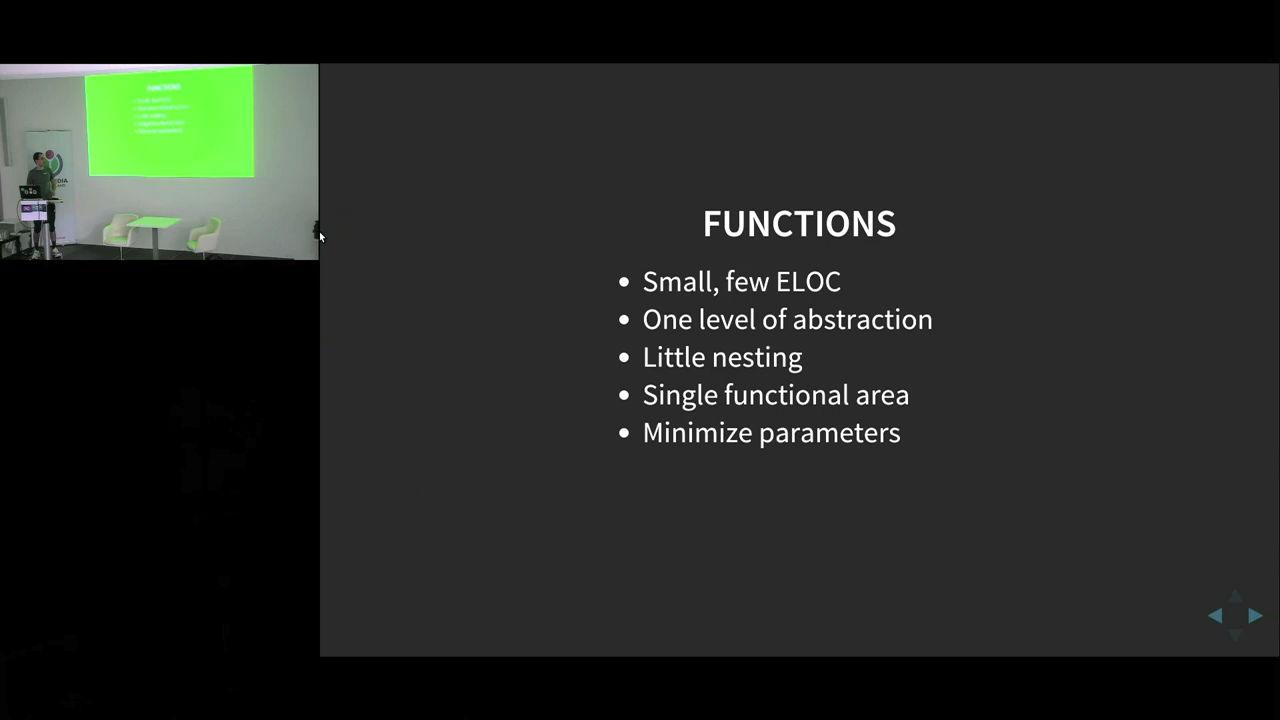 FUNCTIONS
Small, few ELOC
One level of abstraction
Little nesting
Single functional area
Minimize parameters